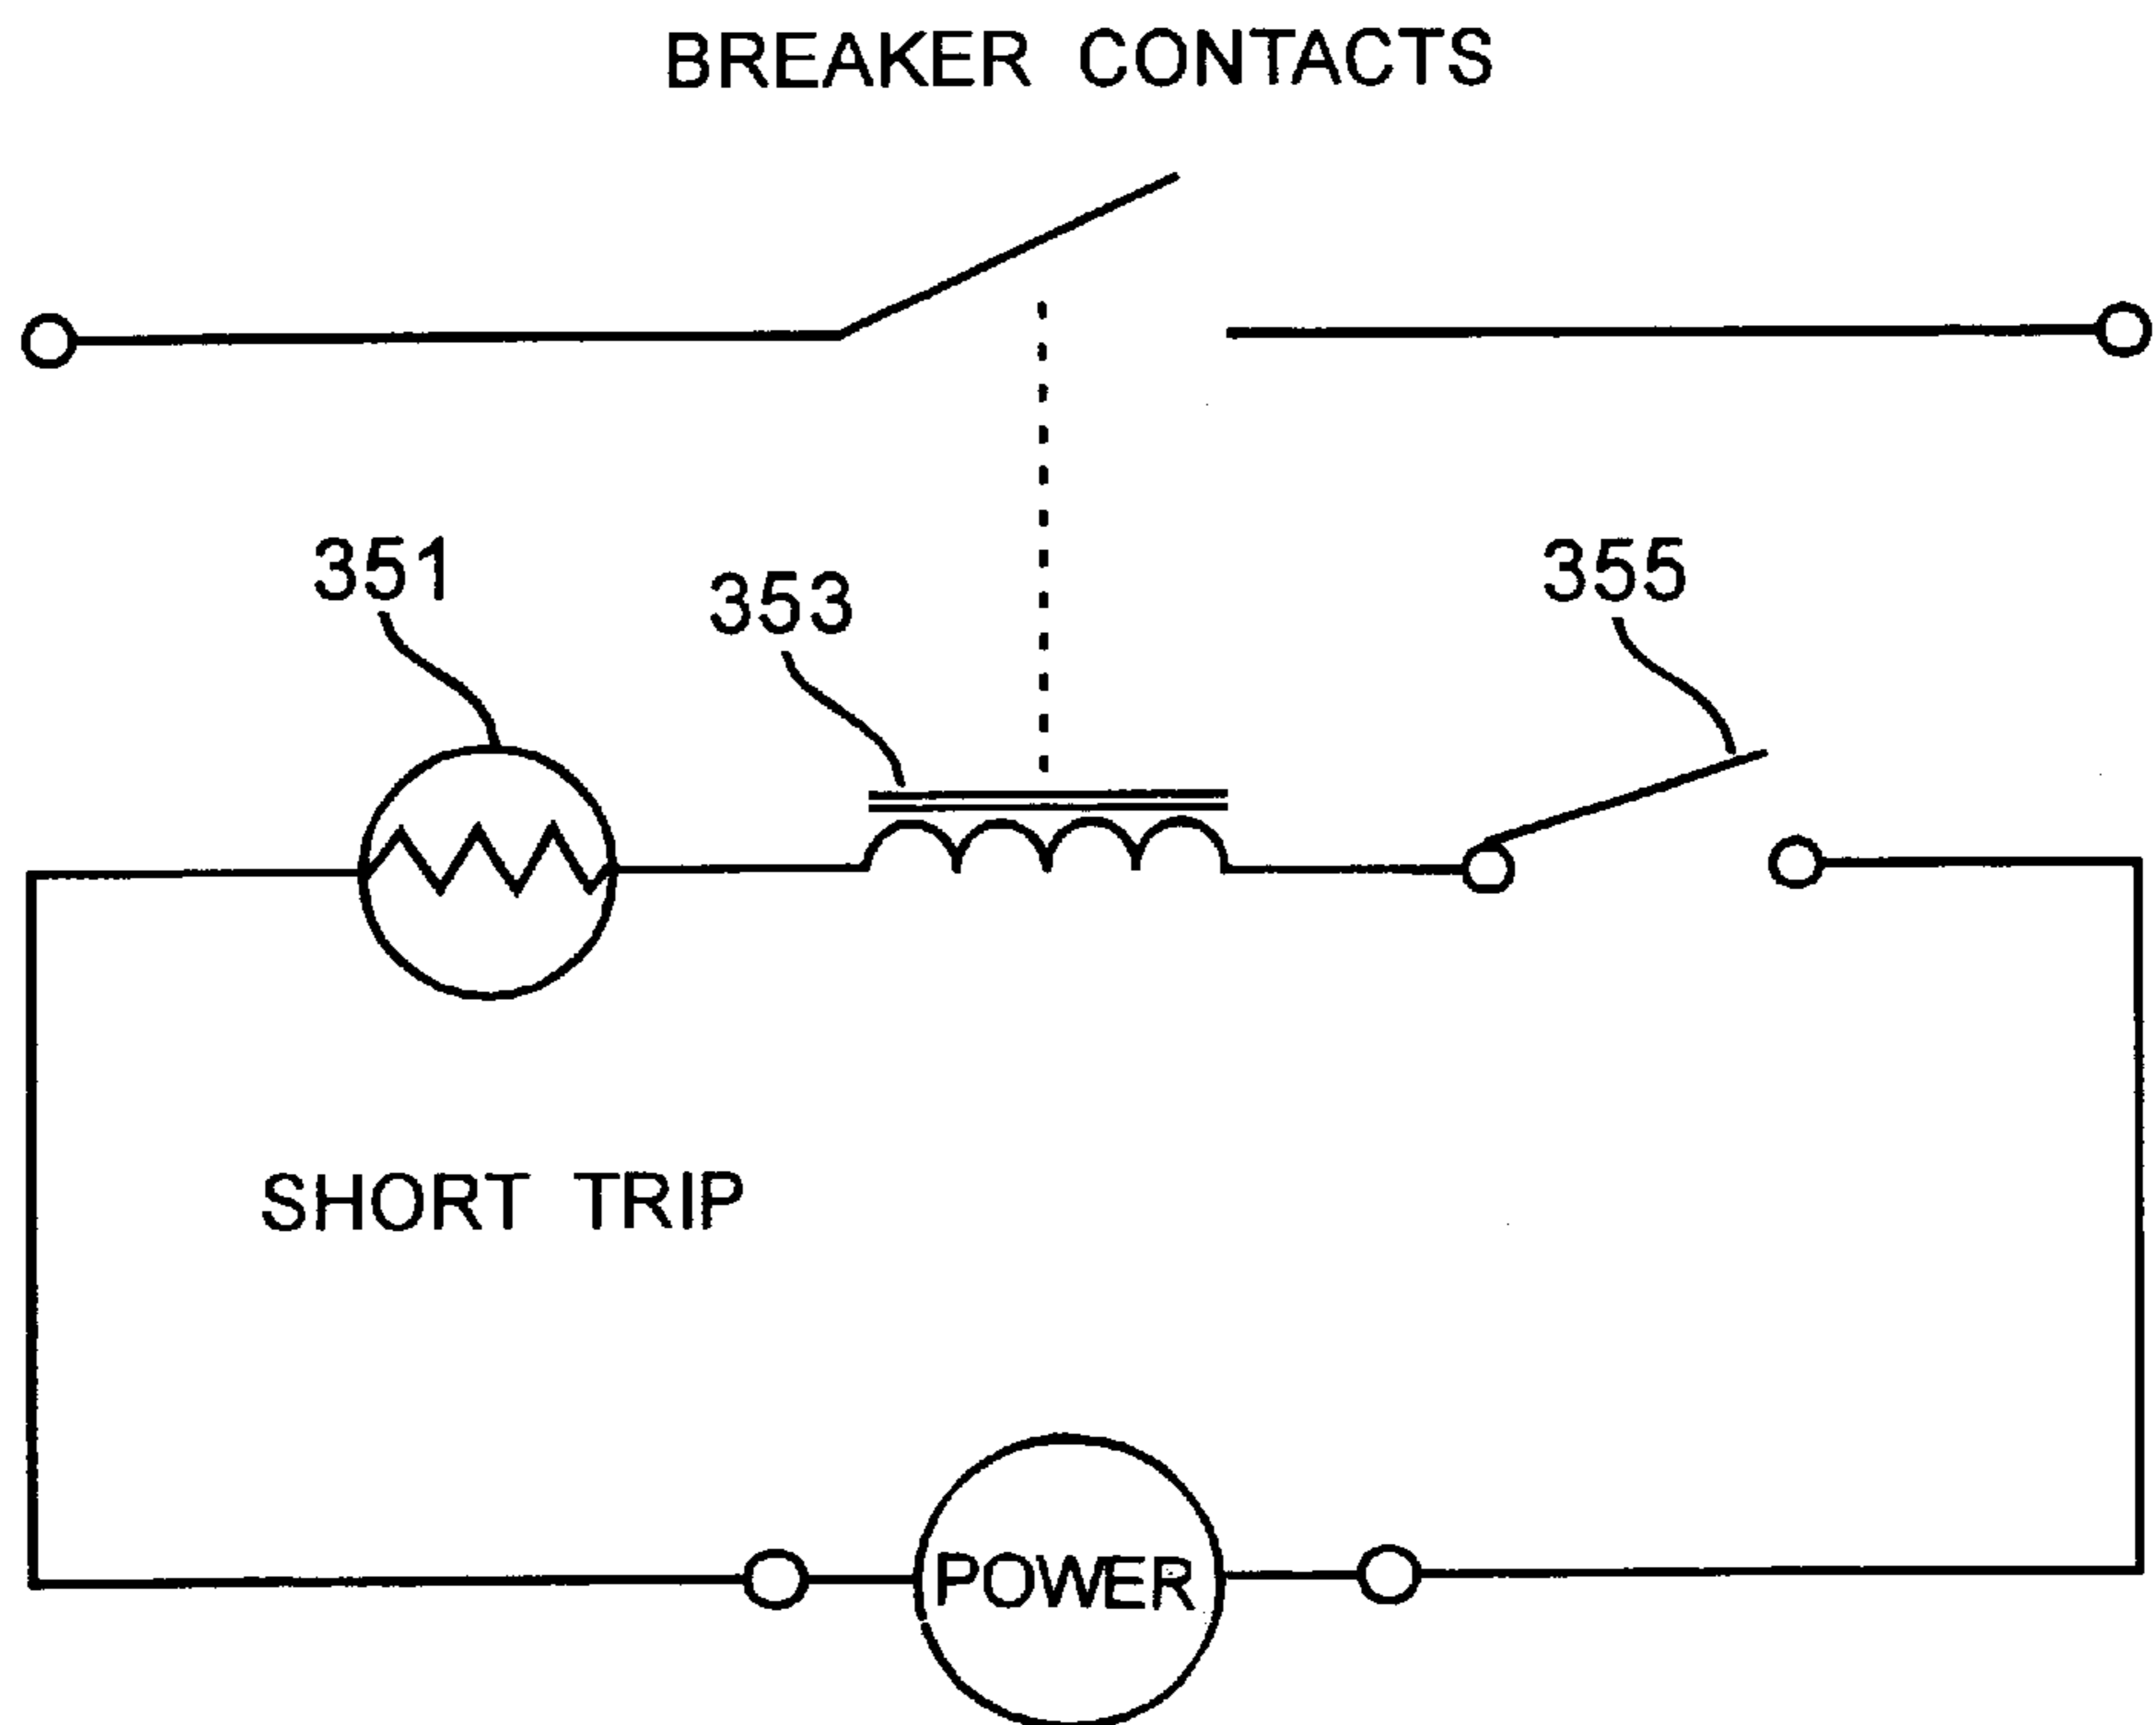 BREAKER CONTACTS
351
353
355
SHORT TRIP
POWER